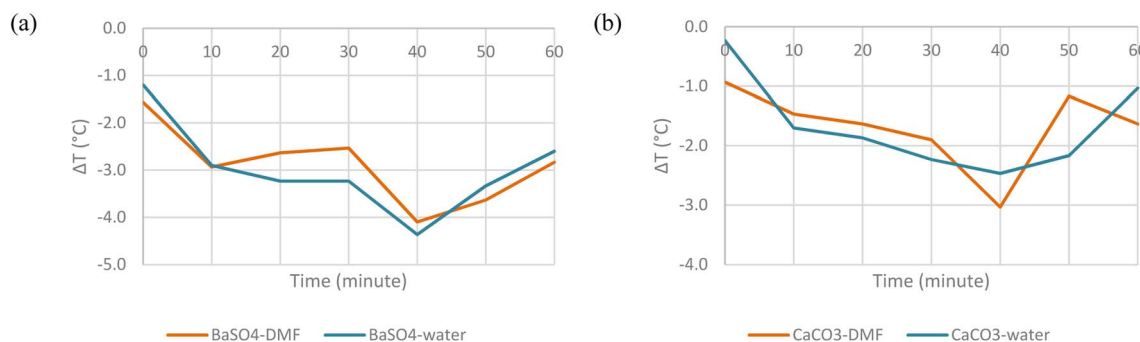 (a)
0.0
0 10 20 30 40 50 60
-1.0
-2.0
-3.0
-4.0
-5.0
ΔT (°C)
Time (minute)
BaSO4-DMF BaSO4-water
(b)
0.0
0 10 20 30 40 50 60
-1.0
-2.0
-3.0
-4.0
ΔT (°C)
Time (minute)
CaCO3-DMF CaCO3-water